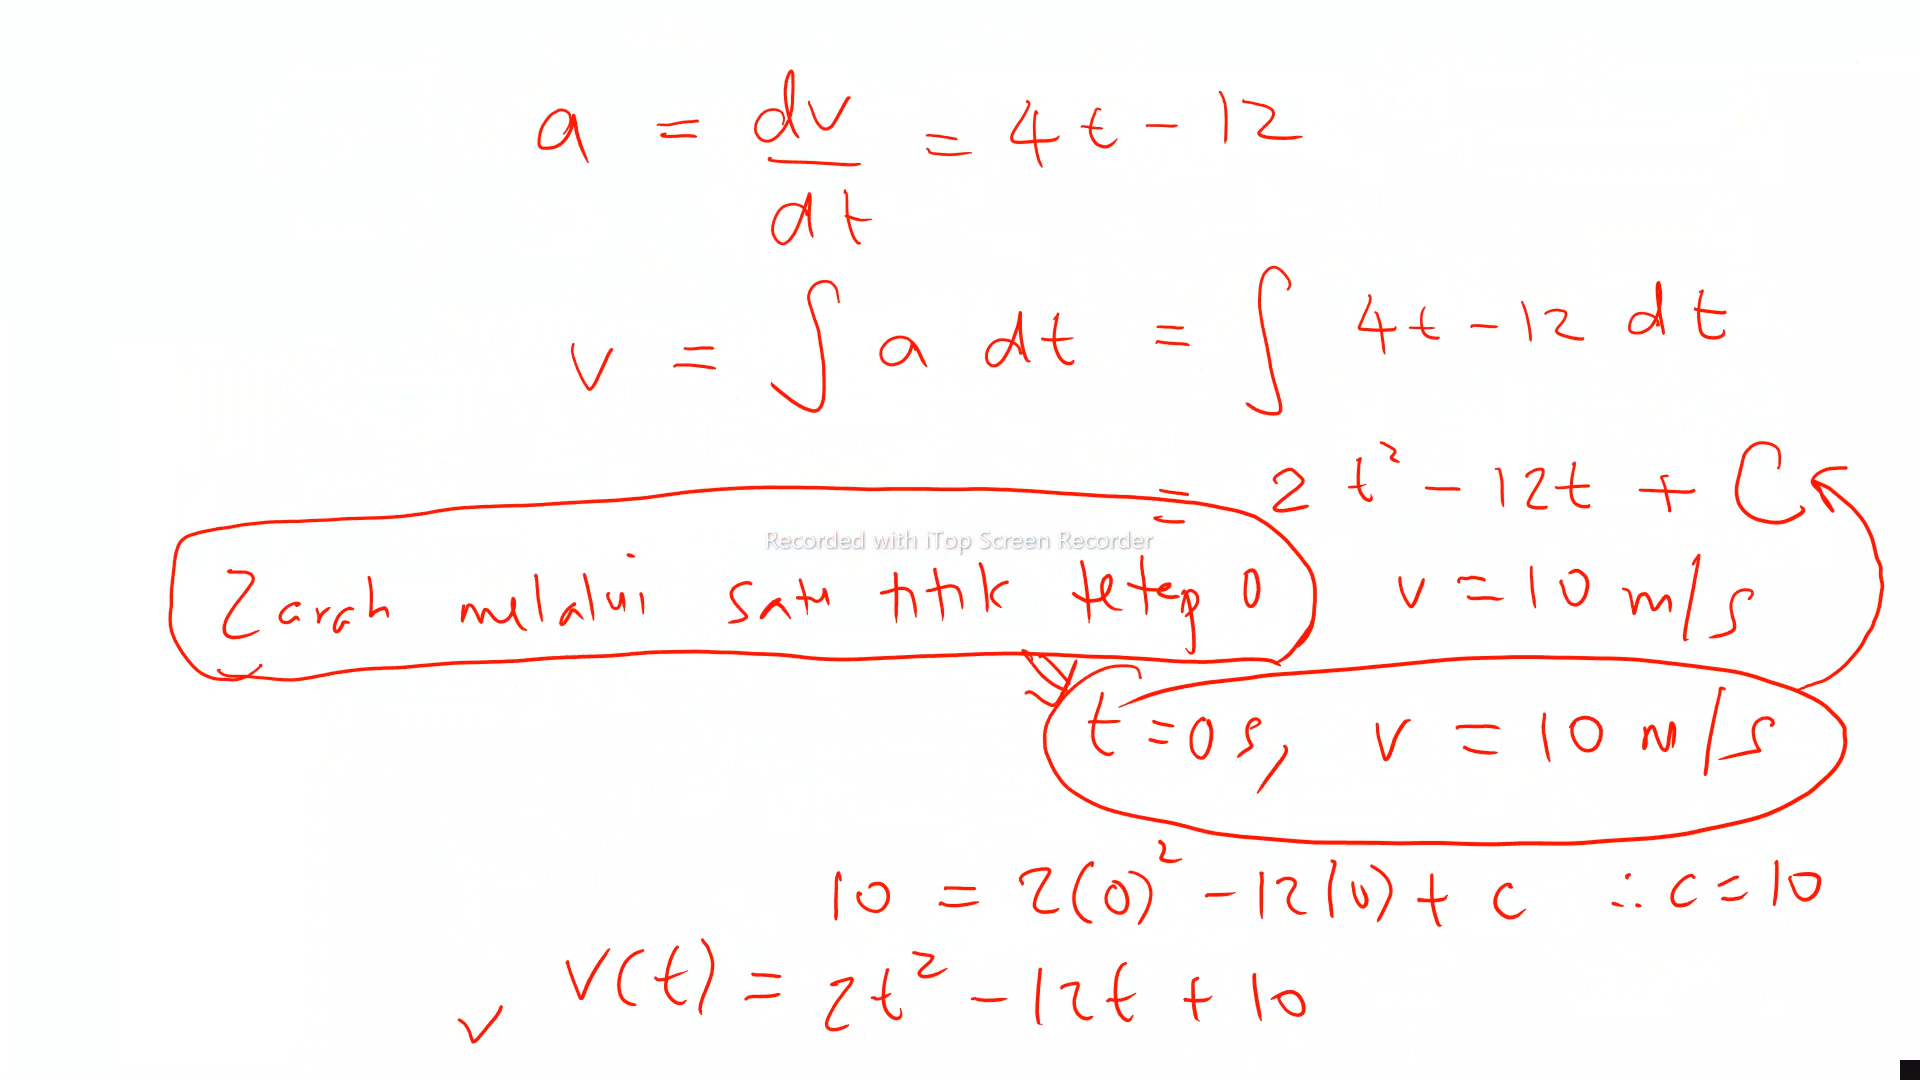 a = dv/dt = 4t - 12
v = ∫ a dt = ∫ 4t - 12 dt
= 2t² - 12t + C
Recorded with iTop Screen Recorder
Zarah melalui satu titik tetap O v = 10 m/s
t = 0 s, v = 10 m/s
10 = 2(0)² - 12(0) + c ∴ c = 10
v(t) = 2t² - 12t + 10